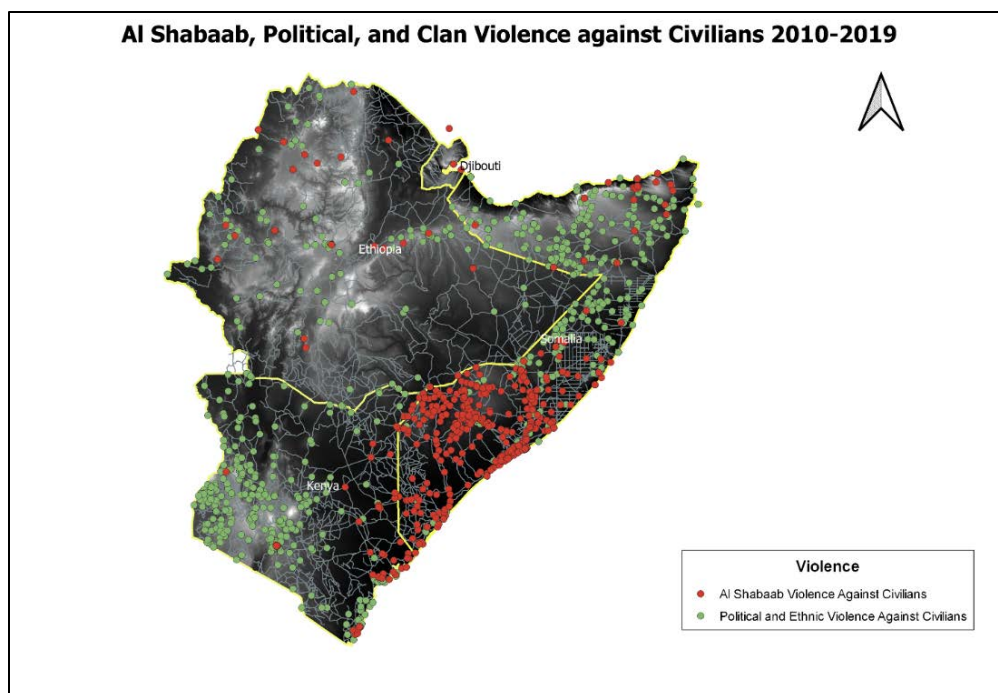 Al Shabaab, Political, and Clan Violence against Civilians 2010-2019
Djibouti
Ethiopia
Somalia
Kenya
Violence
Al Shabaab Violence Against Civilians
Political and Ethnic Violence Against Civilians